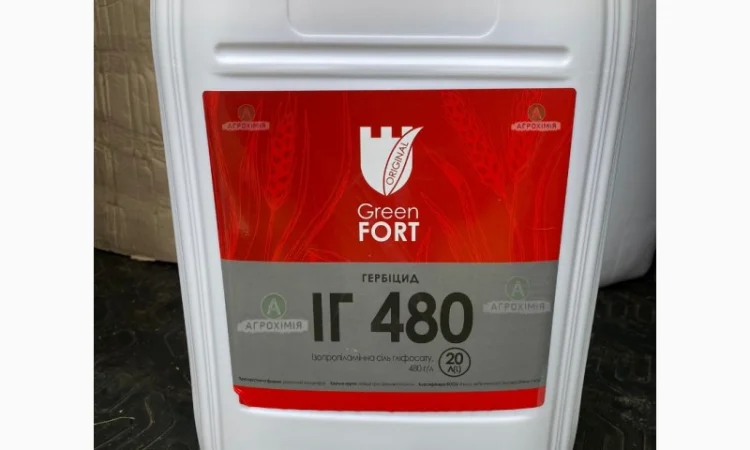 АГРОХІМІЯ
АГРОХІМІЯ
ORIGINAL
Green
FORT
ГЕРБІЦИД
ІГ 480
АГРОХІМІЯ
АГРОХІМІЯ
Ізопропіламінна сіль гліфосату,
480 г/л
20
Л(L)